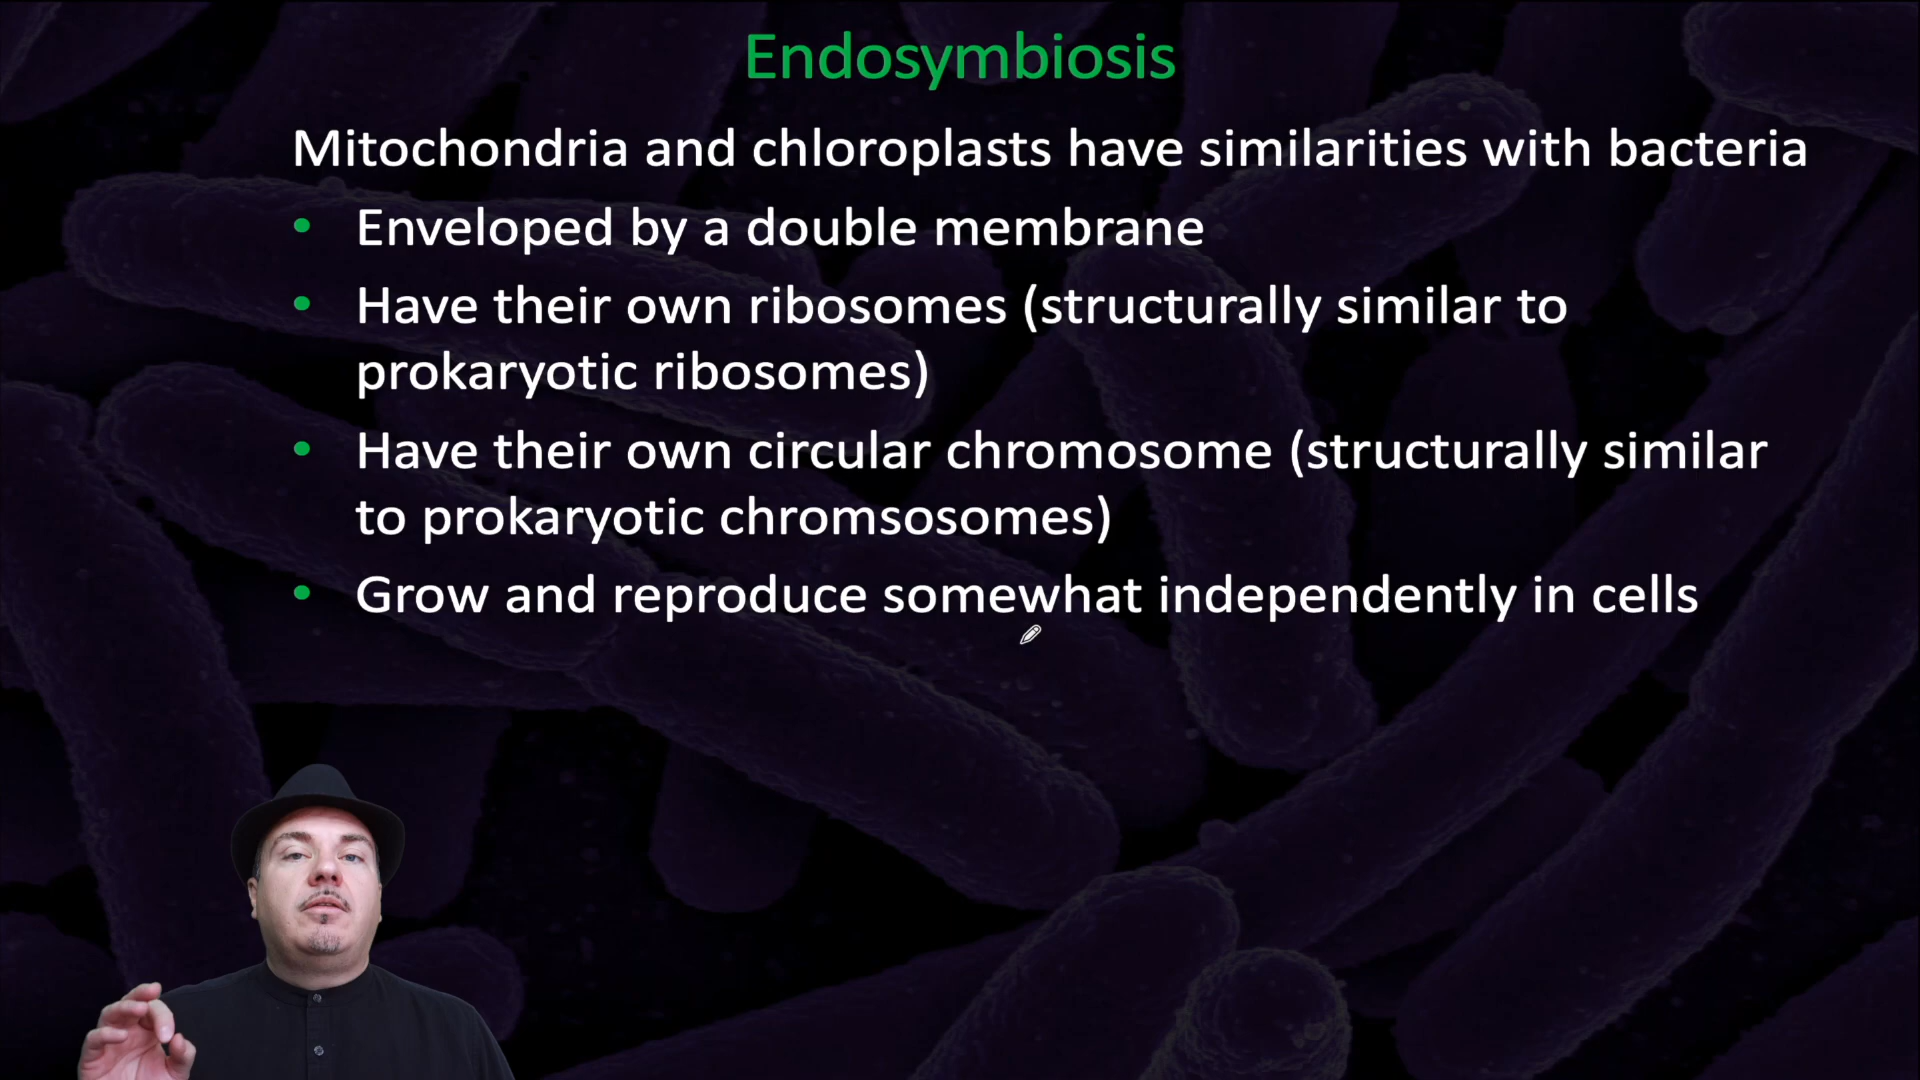 Endosymbiosis
Mitochondria and chloroplasts have similarities with bacteria
• Enveloped by a double membrane
• Have their own ribosomes (structurally similar to
prokaryotic ribosomes)
• Have their own circular chromosome (structurally similar
to prokaryotic chromsosomes)
• Grow and reproduce somewhat independently in cells